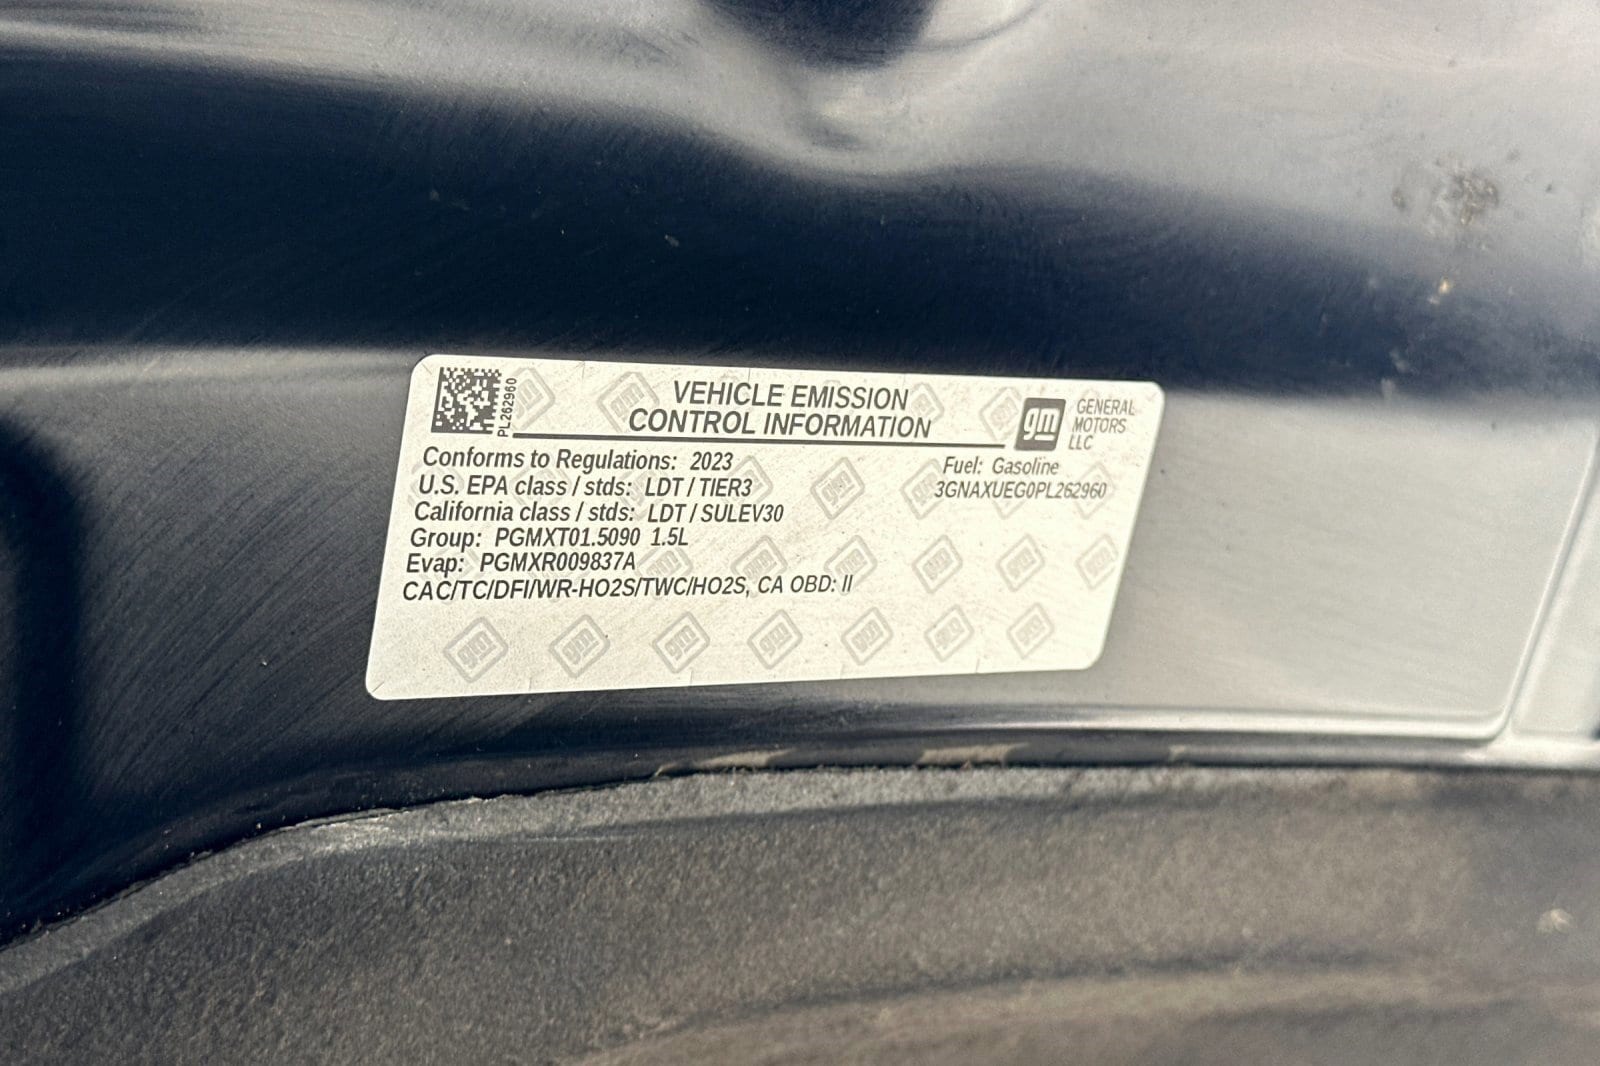 PL262960
VEHICLE EMISSION
CONTROL INFORMATION
gm
GENERAL
MOTORS
LLC
Conforms to Regulations: 2023
Fuel: Gasoline
U.S. EPA class / stds: LDT / TIER3
3GNAXUEG0PL262960
California class / stds: LDT / SULEV30
Group: PGMXT01.5090 1.5L
Evap: PGMXR009837A
CAC/TC/DFI/WR-HO2S/TWC/HO2S, CA OBD: II